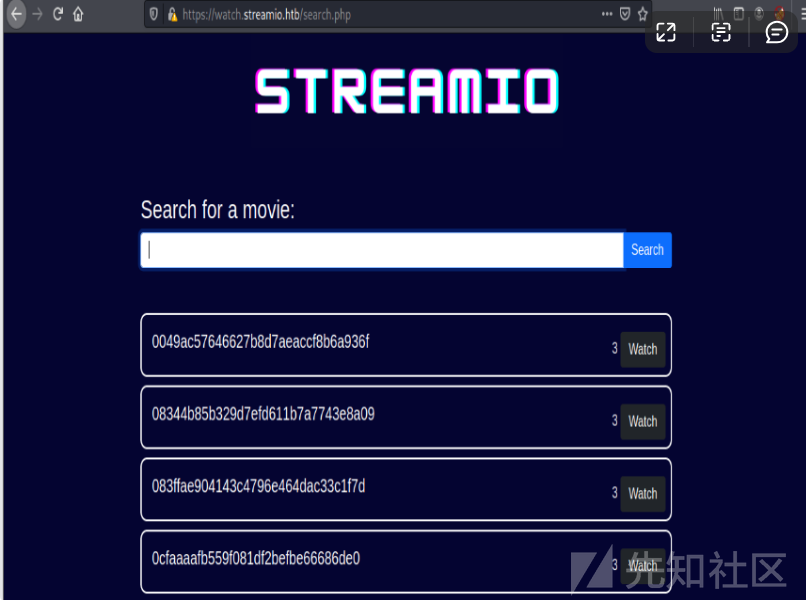 https://watch.streamio.htb/search.php
STREAMIO
Search for a movie:
Search
0049ac57646627b8d7aeaccf8b6a936f
3 Watch
08344b85b329d7efd611b7a7743e8a09
3 Watch
083ffae904143c4796e464dac33c1f7d
3 Watch
0cfaaaafb559f081df2befbe66686de0
3 Watch
先知社区